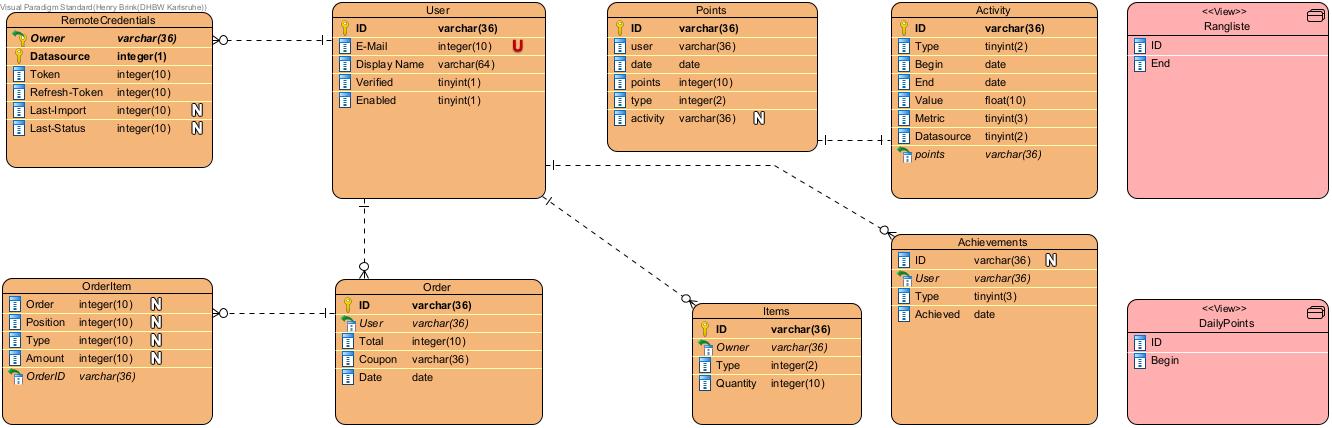 Visual Paradigm Standard(Henry Brink(DHBW Karlsruhe))
RemoteCredentials
Owner varchar(36)
Datasource integer(1)
Token integer(10)
Refresh-Token integer(10)
Last-Import integer(10) N
Last-Status integer(10) N
User
ID varchar(36)
E-Mail integer(10) U
Display Name varchar(64)
Verified tinyint(1)
Enabled tinyint(1)
Points
ID varchar(36)
user varchar(36)
date date
points integer(10)
type integer(2)
activity varchar(36) N
Activity
ID varchar(36)
Type tinyint(2)
Begin date
End date
Value float(10)
Metric tinyint(3)
Datasource tinyint(2)
points varchar(36)
<<View>>
Rangliste
ID
End
OrderItem
Order integer(10) N
Position integer(10) N
Type integer(10) N
Amount integer(10) N
OrderID varchar(36)
Order
ID varchar(36)
User varchar(36)
Total integer(10)
Coupon varchar(36)
Date date
Items
ID varchar(36)
Owner varchar(36)
Type integer(2)
Quantity integer(10)
Achievements
ID varchar(36) N
User varchar(36)
Type tinyint(3)
Achieved date
<<View>>
DailyPoints
ID
Begin